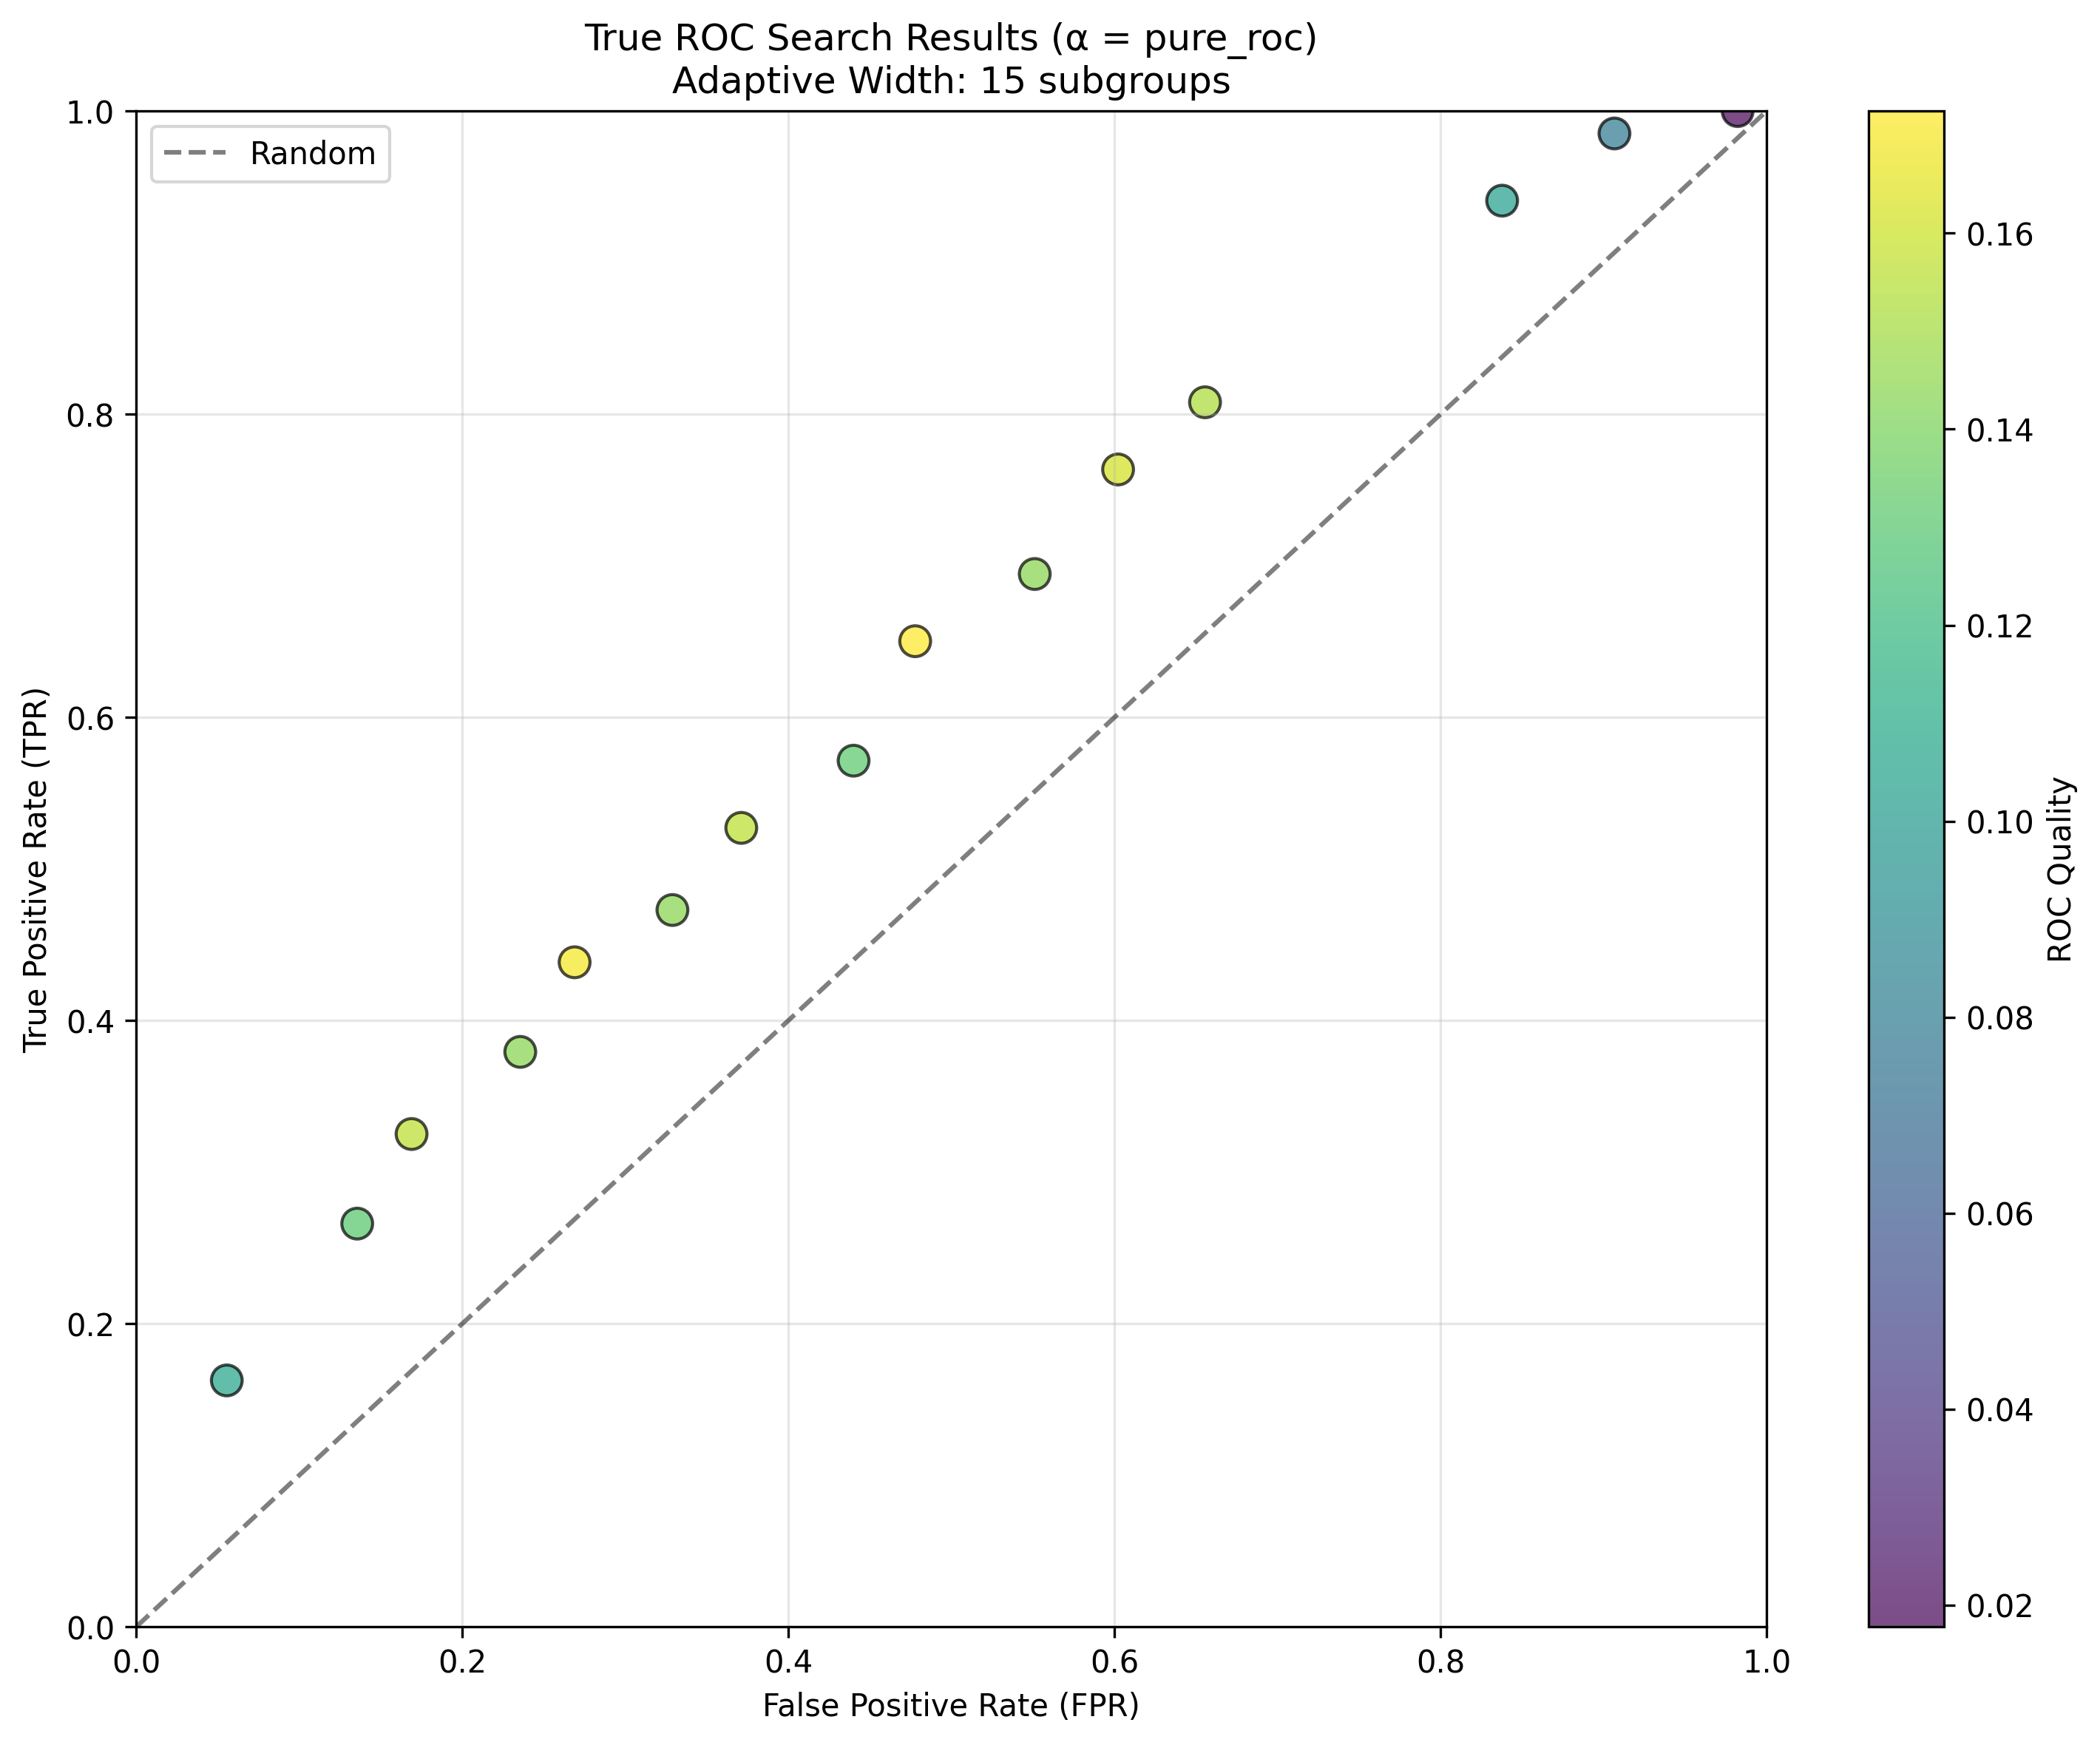 True ROC Search Results (α = pure_roc)
Adaptive Width: 15 subgroups
Random
1.0
0.8
0.6
0.4
0.2
0.0
True Positive Rate (TPR)
0.0 0.2 0.4 0.6 0.8 1.0
False Positive Rate (FPR)
0.16
0.14
0.12
0.10
0.08
0.06
0.04
0.02
ROC Quality